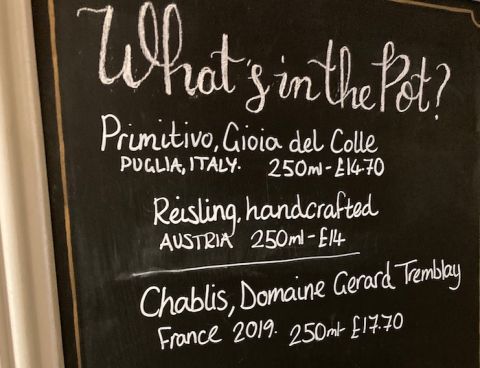 What's in the Pot?
Primitivo, Gioia del Colle
PUGLIA, ITALY. 250ml - £14.70
Reisling, handcrafted
AUSTRIA 250ml - £14
Chablis, Domaine Gerard Tremblay
France 2019. 250ml - £17.70